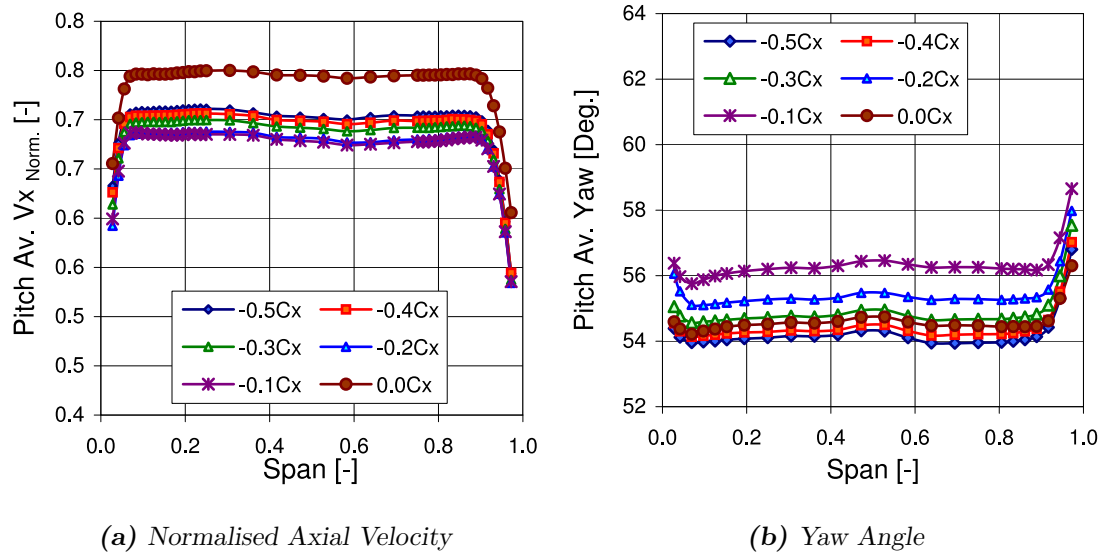 0.8
0.8
0.7
0.7
0.6
0.6
0.5
0.5
0.4
Pitch Av. Vx Norm. [-]
-0.5Cx -0.4Cx
-0.3Cx -0.2Cx
-0.1Cx 0.0Cx
0.0 0.2 0.4 0.6 0.8 1.0
Span [-]
(a) Normalised Axial Velocity
64
62
60
58
56
54
52
Pitch Av. Yaw [Deg.]
-0.5Cx -0.4Cx
-0.3Cx -0.2Cx
-0.1Cx 0.0Cx
0.0 0.2 0.4 0.6 0.8 1.0
Span [-]
(b) Yaw Angle